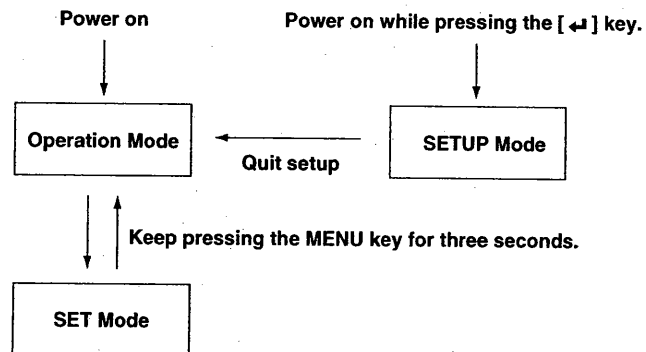 Power on
Power on while pressing the [ ↵ ] key.
Operation Mode
SETUP Mode
Quit setup
Keep pressing the MENU key for three seconds.
SET Mode